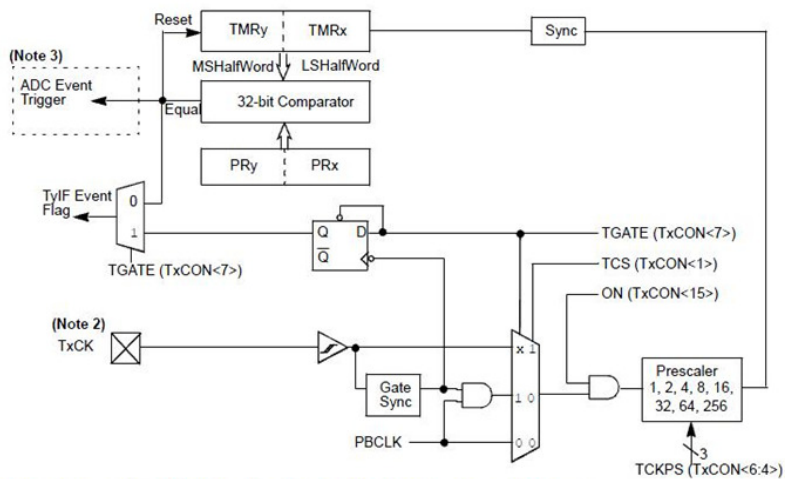 Reset
TMRy TMRx
Sync
(Note 3)
MSHalfWord LSHalfWord
ADC Event
Trigger
Equal
32-bit Comparator
PRy PRx
TyIF Event
Flag
0
1
Q D
Q
TGATE (TxCON<7>)
TGATE (TxCON<7>)
TCS (TxCON<1>)
ON (TxCON<15>)
(Note 2)
TxCK
x 1
Gate
Sync
1 0
Prescaler
1, 2, 4, 8, 16,
32, 64, 256
PBCLK
0 0
3
TCKPS (TxCON<6:4>)